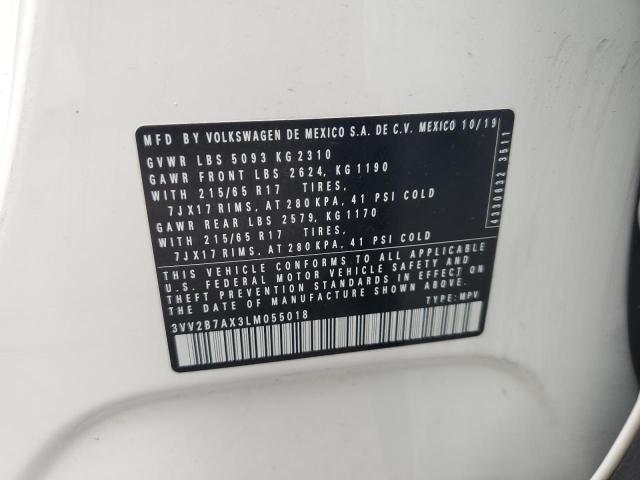 MFD BY VOLKSWAGEN DE MEXICO S.A. DE C.V. MEXICO 10/19
GVWR LBS 5093 KG 2310
GAWR FRONT LBS 2624, KG 1190
WITH 215/65 R17 TIRES,
7JX17 RIMS, AT 280 KPA, 41 PSI COLD
GAWR REAR LBS 2579, KG 1170
WITH 215/65 R17 TIRES,
7JX17 RIMS, AT 280 KPA, 41 PSI COLD
THIS VEHICLE CONFORMS TO ALL APPLICABLE
U.S. FEDERAL MOTOR VEHICLE SAFETY AND
THEFT PREVENTION STANDARDS IN EFFECT ON
THE DATE OF MANUFACTURE SHOWN ABOVE.
3VV2B7AX3LM055018 TYPE: MPV
4330632 3511